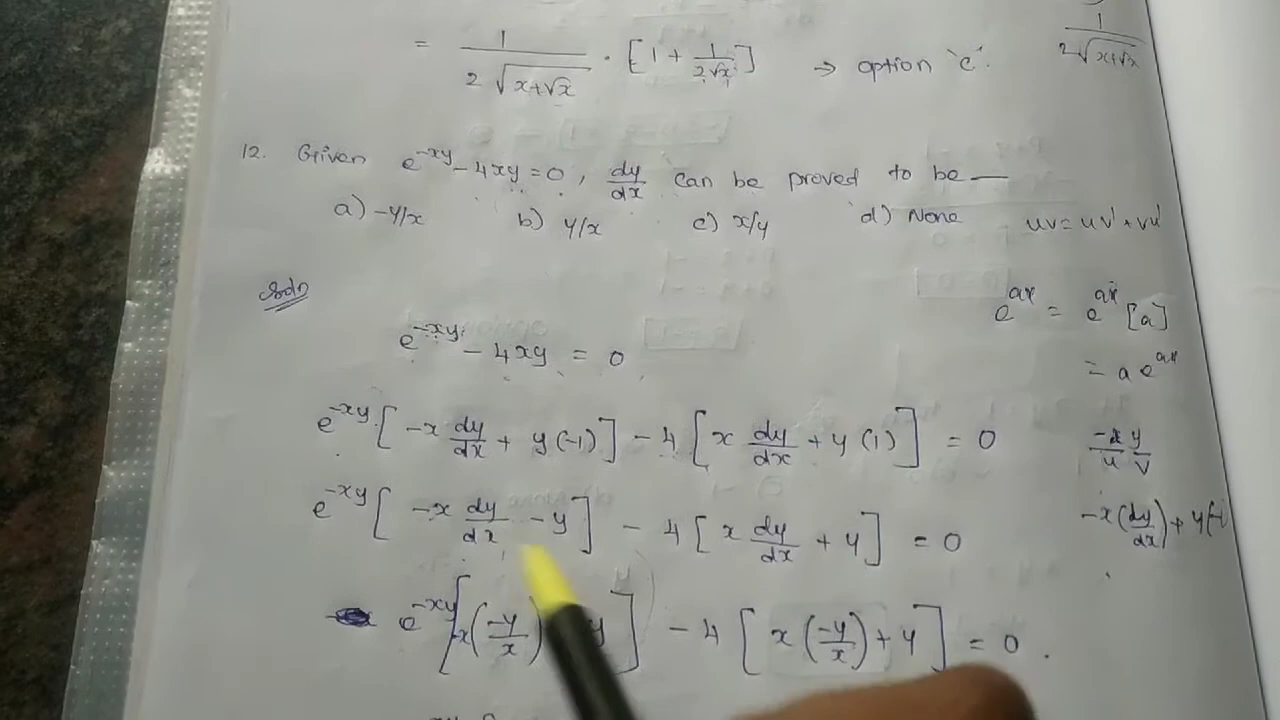 = 1/(2√(x+√x)) · [1 + 1/(2√x)] → option 'c'.
1/(2√(x+√x))
12. Given e^-xy - 4xy = 0, dy/dx can be proved to be —
a) -y/x b) y/x c) x/y d) None
uv = uv' + vu'
Soln
e^ax = e^ax [a]
= a e^ax
e^-xy - 4xy = 0
e^-xy [-x dy/dx + y(-1)] - 4 [x dy/dx + y(1)] = 0
-x/u y/v
e^-xy [-x dy/dx - y] - 4 [x dy/dx + y] = 0
-x(dy/dx) + y(-1
e^-xy [-x(-y/x) y] - 4 [x(-y/x) + y] = 0.